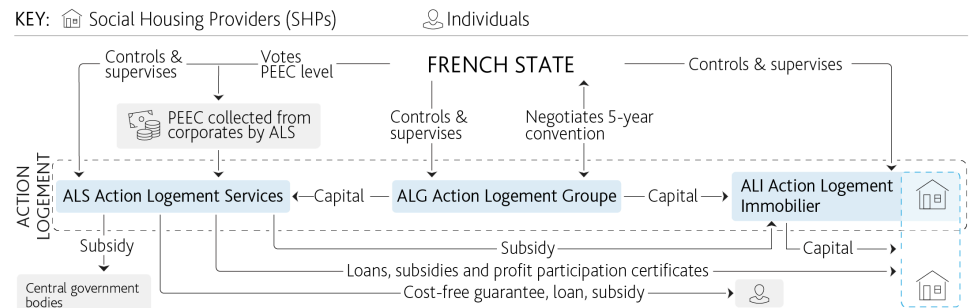 KEY: Social Housing Providers (SHPs) Individuals
Controls &
supervises
Votes
PEEC level
FRENCH STATE
Controls & supervises
PEEC collected from
corporates by ALS
Controls &
supervises
Negotiates 5-year
convention
ACTION
LOGEMENT
ALS Action Logement Services
Capital
ALG Action Logement Groupe
Capital
ALI Action Logement
Immobilier
Subsidy
Subsidy
Capital
Loans, subsidies and profit participation certificates
Cost-free guarantee, loan, subsidy
Central government
bodies